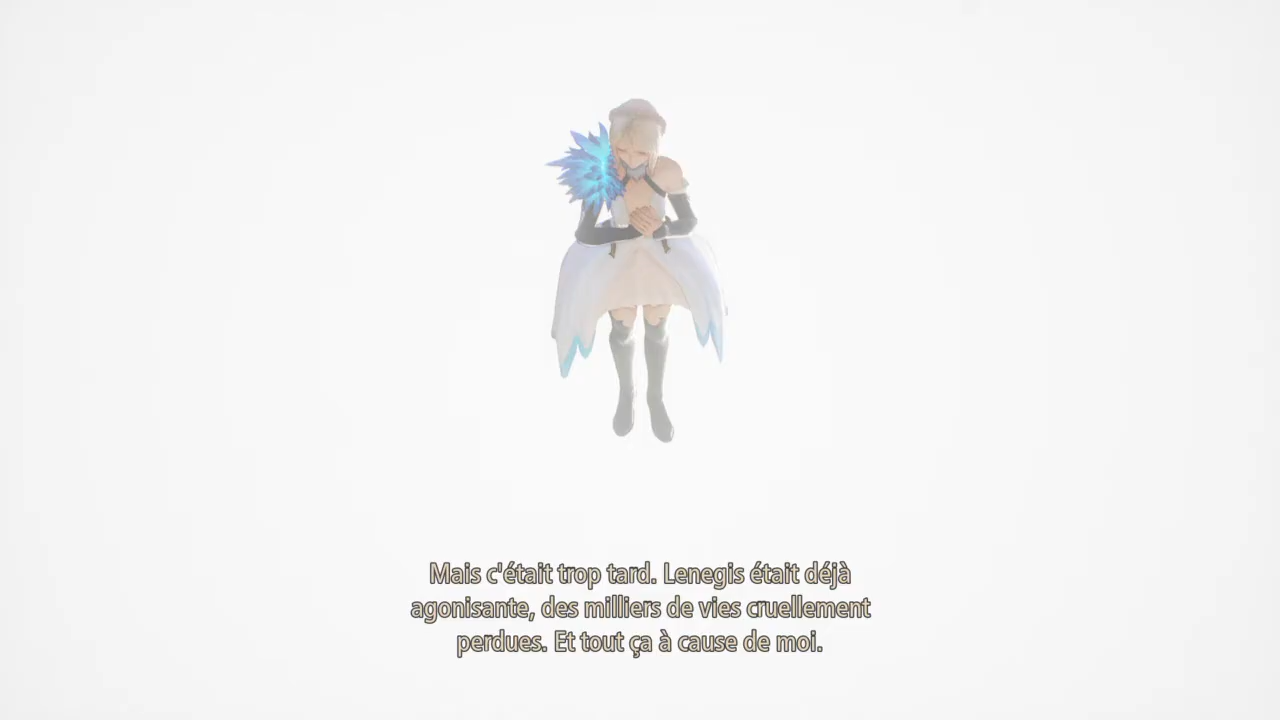 Mais c'était trop tard. Lenegis était déjà
agonisante, des milliers de vies cruellement
perdues. Et tout ça à cause de moi.